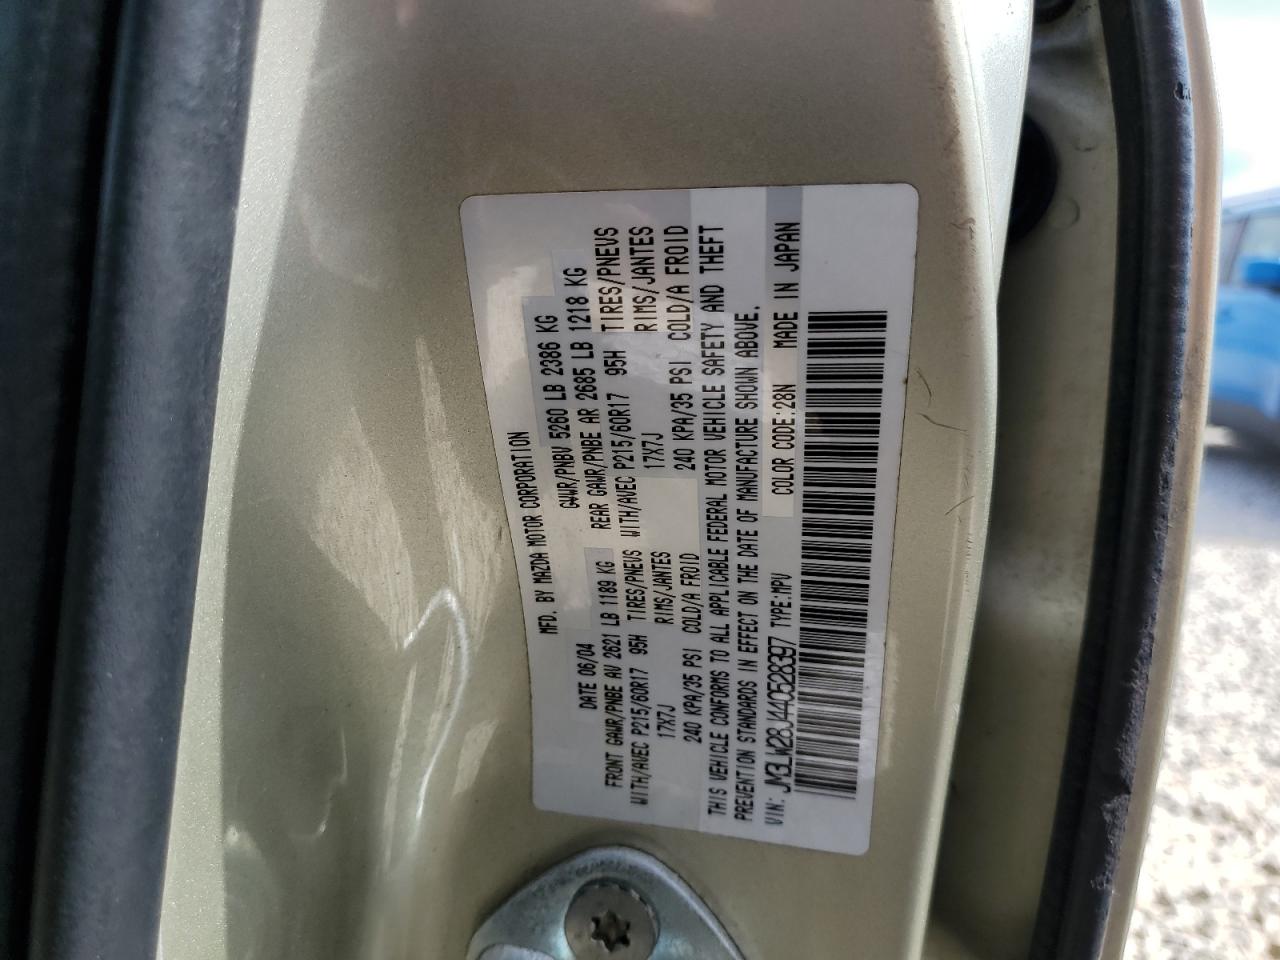 MFD. BY MAZDA MOTOR CORPORATION
DATE 06/04 GVWR/PNBV 5260 LB 2386 KG
FRONT GAWR/PNBE AV 2621 LB 1189 KG REAR GAWR/PNBE AR 2685 LB 1218 KG
WITH/AVEC P215/60R17 95H TIRES/PNEUS WITH/AVEC P215/60R17 95H TIRES/PNEUS
17X7J RIMS/JANTES 17X7J RIMS/JANTES
240 KPA/35 PSI COLD/A FROID 240 KPA/35 PSI COLD/A FROID
THIS VEHICLE CONFORMS TO ALL APPLICABLE FEDERAL MOTOR VEHICLE SAFETY AND THEFT
PREVENTION STANDARDS IN EFFECT ON THE DATE OF MANUFACTURE SHOWN ABOVE.
VIN: JM3LW28J440528397 TYPE:MPV COLOR CODE:28N MADE IN JAPAN